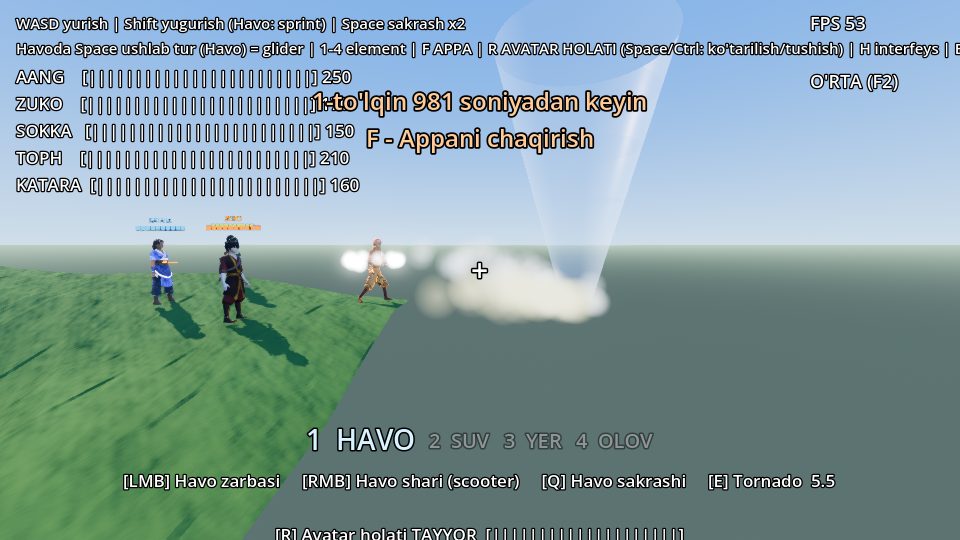 WASD yurish | Shift yugurish (Havo: sprint) | Space sakrash x2
FPS 53
Havoda Space ushlab tur (Havo) = glider | 1-4 element | F APPA | R AVATAR HOLATI (Space/Ctrl: ko'tarilish/tushish) | H interfeys |
AANG [||||||||||||||||||||||||] 250
O'RTA (F2)
ZUKO [||||||||||||||||||||||||]
1-to'lqin 981 soniyadan keyin
SOKKA [||||||||||||||||||||||||] 150
F - Appani chaqirish
TOPH [||||||||||||||||||||||||] 210
KATARA [||||||||||||||||||||||||] 160
1 HAVO 2 SUV 3 YER 4 OLOV
[LMB] Havo zarbasi [RMB] Havo shari (scooter) [Q] Havo sakrashi [E] Tornado 5.5
[R] Avatar holati TAYYOR [||||||||||||||||||||]